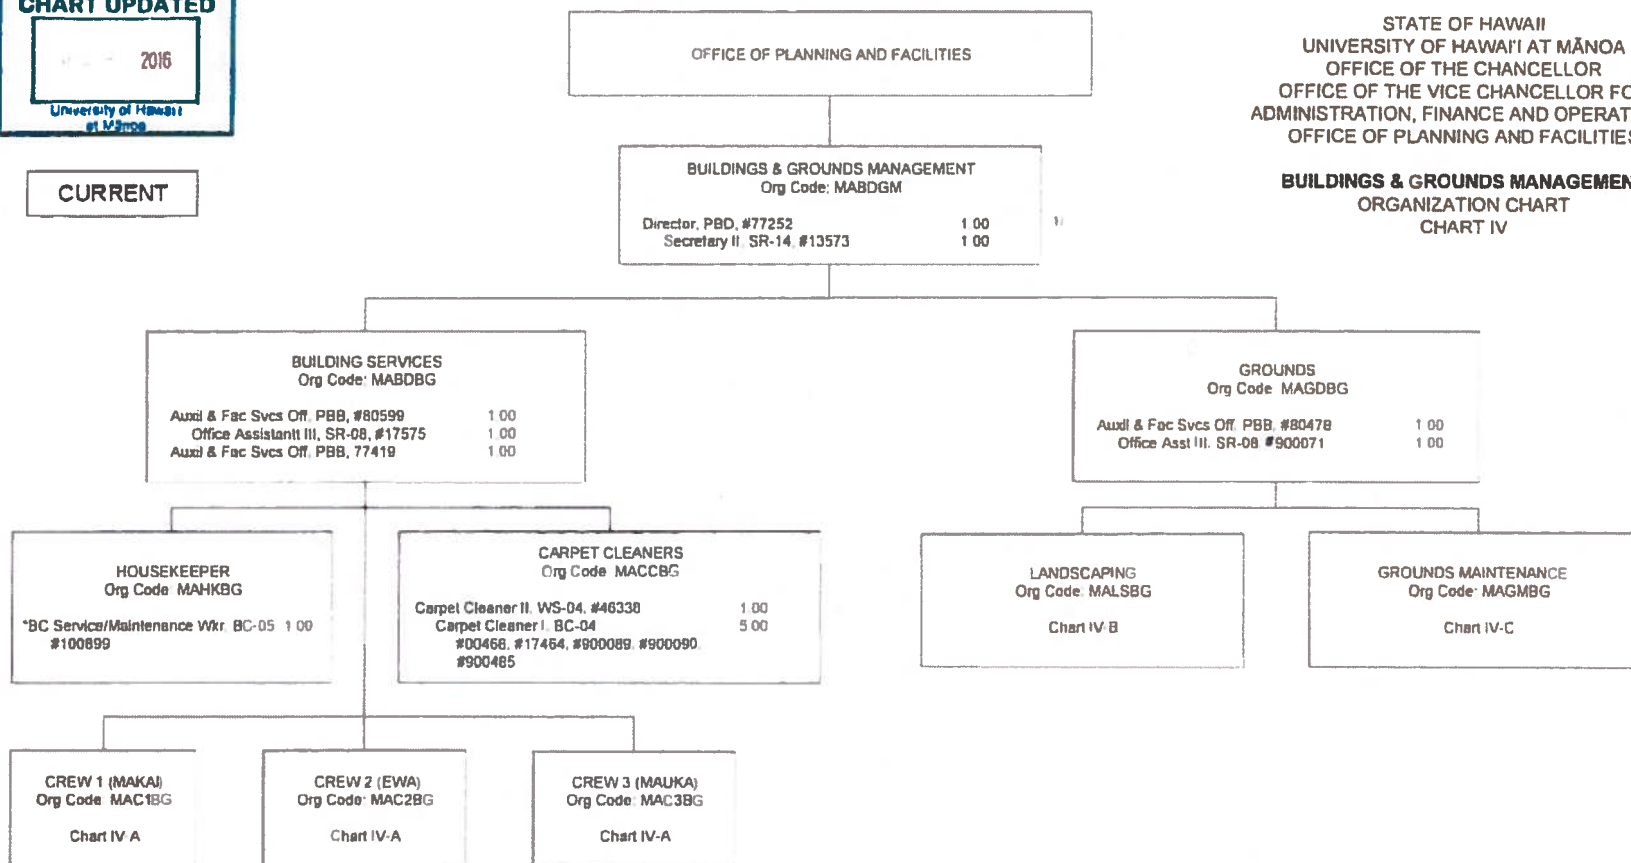 CHART UPDATED
2016
University of Hawai'i
at Mānoa
CURRENT
OFFICE OF PLANNING AND FACILITIES
STATE OF HAWAII
UNIVERSITY OF HAWAI'I AT MĀNOA
OFFICE OF THE CHANCELLOR
OFFICE OF THE VICE CHANCELLOR FO
ADMINISTRATION, FINANCE AND OPERAT
OFFICE OF PLANNING AND FACILITIES
BUILDINGS & GROUNDS MANAGEMEN
ORGANIZATION CHART
CHART IV
BUILDINGS & GROUNDS MANAGEMENT
Org Code: MABDGM
Director, PBD, #77252 1.00
Secretary II, SR-14, #13573 1.00
BUILDING SERVICES
Org Code: MABDBG
Auxil & Fac Svcs Off, PBB, #80599 1.00
Office Assistantt III, SR-08, #17575 1.00
Auxil & Fac Svcs Off, PBB, 77419 1.00
GROUNDS
Org Code MAGDBG
Auxil & Fac Svcs Off, PBB, #80478 1.00
Office Asst III. SR-08 #900071 1.00
HOUSEKEEPER
Org Code: MAHKBG
*BC Service/Maintenance Wkr, BC-05 1.00
#100899
CARPET CLEANERS
Org Code MACCBG
Carpet Cleaner II, WS-04, #46338 1.00
Carpet Cleaner I, BC-04 5.00
#00468, #17464, #900089, #900090,
#900485
LANDSCAPING
Org Code: MALSBG
Chart IV-B
GROUNDS MAINTENANCE
Org Code: MAGMBG
Chart IV-C
CREW 1 (MAKAI)
Org Code: MAC1BG
Chart IV-A
CREW 2 (EWA)
Org Code: MAC2BG
Chart IV-A
CREW 3 (MAUKA)
Org Code: MAC3BG
Chart IV-A